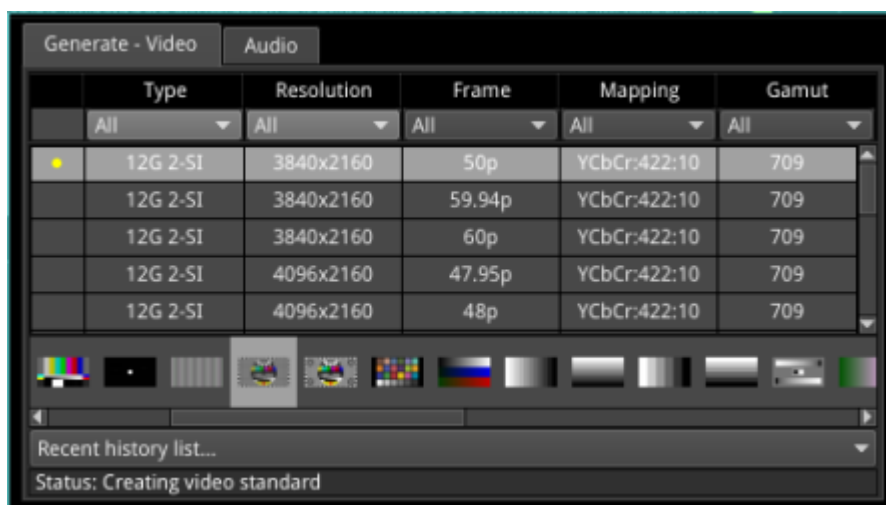 Generate - Video Audio
Type Resolution Frame Mapping Gamut
All All All All All
12G 2-SI 3840x2160 50p YCbCr:422:10 709
12G 2-SI 3840x2160 59.94p YCbCr:422:10 709
12G 2-SI 3840x2160 60p YCbCr:422:10 709
12G 2-SI 4096x2160 47.95p YCbCr:422:10 709
12G 2-SI 4096x2160 48p YCbCr:422:10 709
Recent history list...
Status: Creating video standard